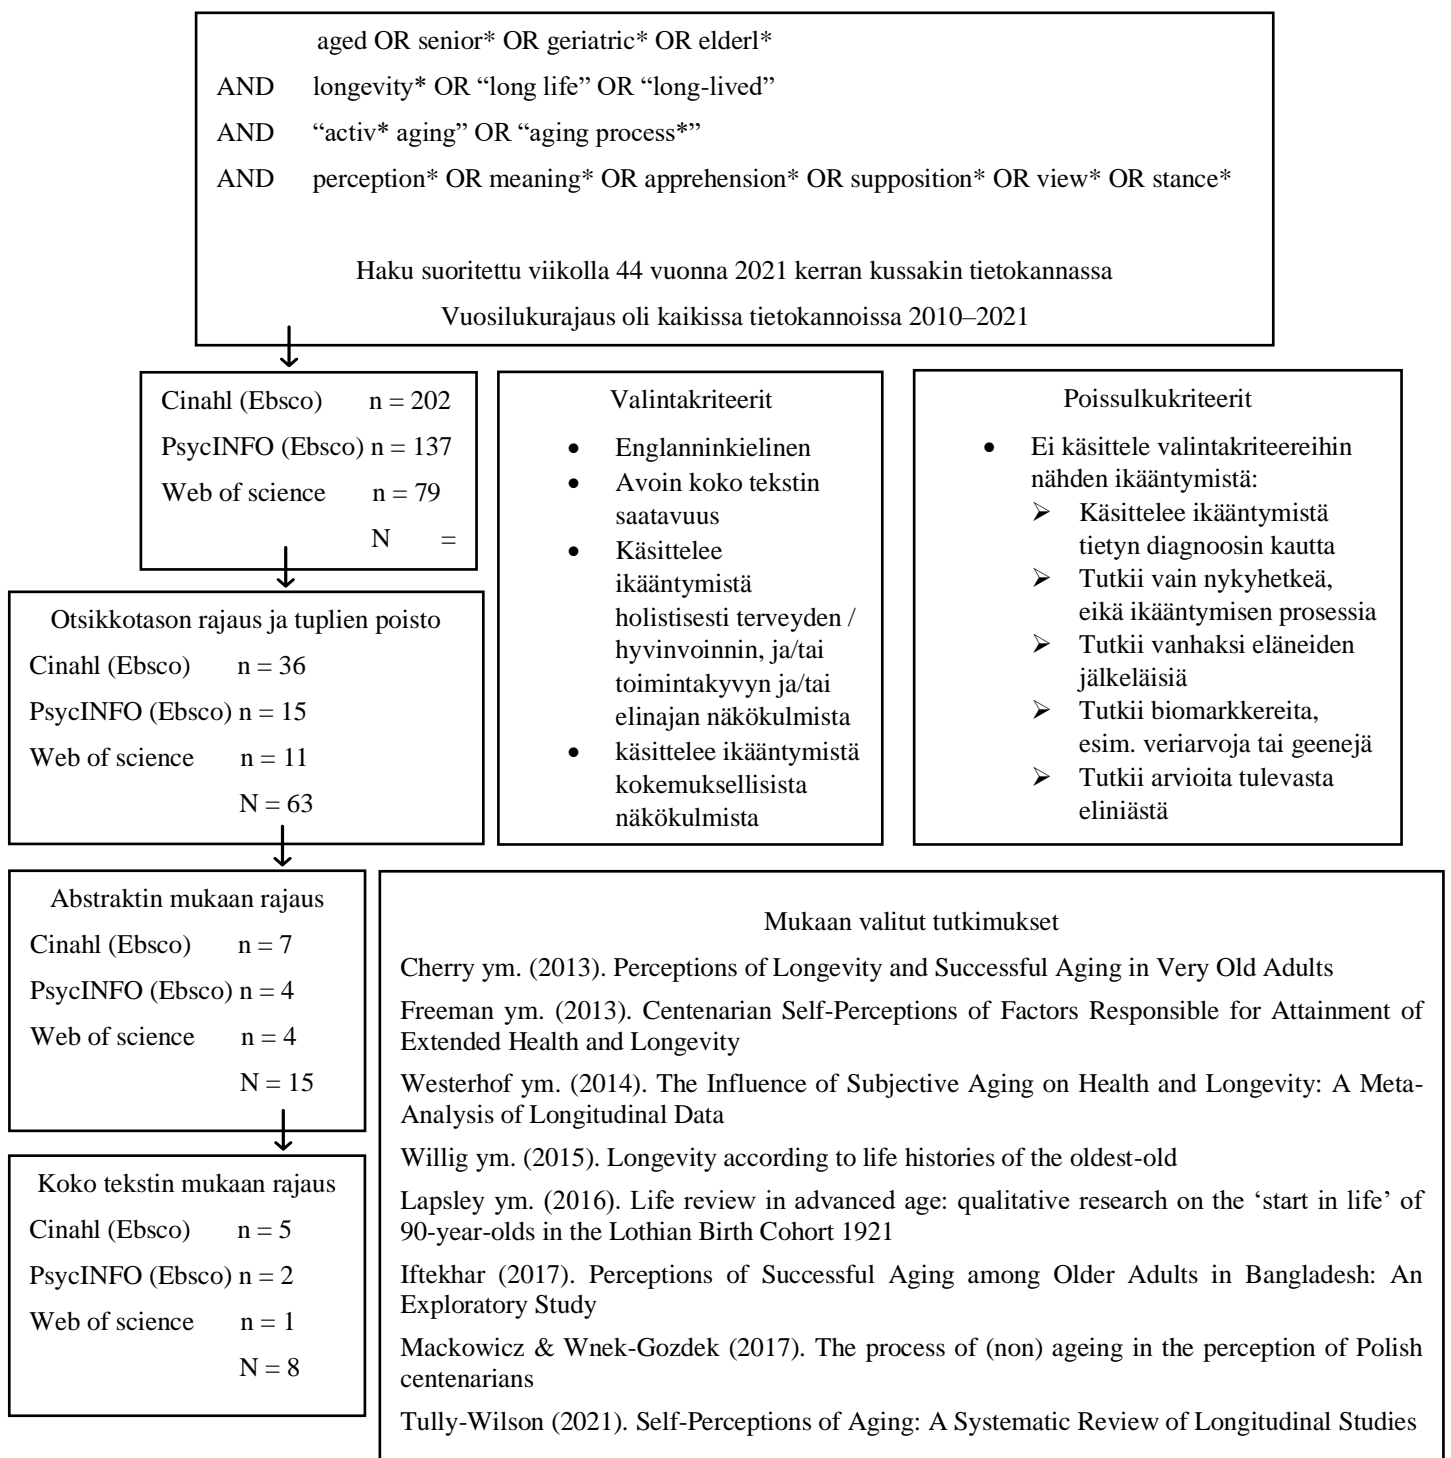 aged OR senior* OR geriatric* OR elderl*
AND longevity* OR “long life” OR “long-lived”
AND “activ* aging” OR “aging process*”
AND perception* OR meaning* OR apprehension* OR supposition* OR view* OR stance*
Haku suoritettu viikolla 44 vuonna 2021 kerran kussakin tietokannassa
Vuosilukurajaus oli kaikissa tietokannoissa 2010–2021
Cinahl (Ebsco) n = 202
PsycINFO (Ebsco) n = 137
Web of science n = 79
N =
Valintakriteerit
• Englanninkielinen
• Avoin koko tekstin
saatavuus
• Käsittelee
ikääntymistä
holistisesti terveyden /
hyvinvoinnin, ja/tai
toimintakyvyn ja/tai
elinajan näkökulmista
• käsittelee ikääntymistä
kokemuksellisista
näkökulmista
Poissulkukriteerit
• Ei käsittele valintakriteereihin
nähden ikääntymistä:
➢ Käsittelee ikääntymistä
tietyn diagnoosin kautta
➢ Tutkii vain nykyhetkeä,
eikä ikääntymisen prosessia
➢ Tutkii vanhaksi eläneiden
jälkeläisiä
➢ Tutkii biomarkkereita,
esim. veriarvoja tai geenejä
➢ Tutkii arvioita tulevasta
eliniästä
Otsikkotason rajaus ja tuplien poisto
Cinahl (Ebsco) n = 36
PsycINFO (Ebsco) n = 15
Web of science n = 11
N = 63
Abstraktin mukaan rajaus
Cinahl (Ebsco) n = 7
PsycINFO (Ebsco) n = 4
Web of science n = 4
N = 15
Koko tekstin mukaan rajaus
Cinahl (Ebsco) n = 5
PsycINFO (Ebsco) n = 2
Web of science n = 1
N = 8
Mukaan valitut tutkimukset
Cherry ym. (2013). Perceptions of Longevity and Successful Aging in Very Old Adults
Freeman ym. (2013). Centenarian Self-Perceptions of Factors Responsible for Attainment of
Extended Health and Longevity
Westerhof ym. (2014). The Influence of Subjective Aging on Health and Longevity: A Meta-
Analysis of Longitudinal Data
Willig ym. (2015). Longevity according to life histories of the oldest-old
Lapsley ym. (2016). Life review in advanced age: qualitative research on the ‘start in life’ of
90-year-olds in the Lothian Birth Cohort 1921
Iftekhar (2017). Perceptions of Successful Aging among Older Adults in Bangladesh: An
Exploratory Study
Mackowicz & Wnek-Gozdek (2017). The process of (non) ageing in the perception of Polish
centenarians
Tully-Wilson (2021). Self-Perceptions of Aging: A Systematic Review of Longitudinal Studies